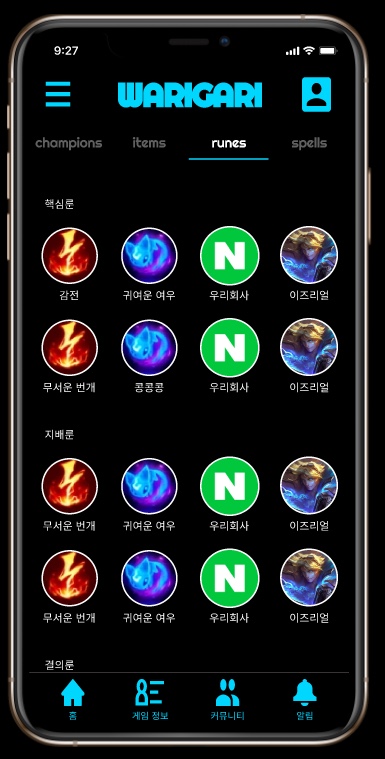 9:27
WARIGARI
champions items runes spells
핵심룬
감전 귀여운 여우 우리회사 이즈리얼
N N
무서운 번개 콩콩콩 우리회사 이즈리얼
지배룬
무서운 번개 귀여운 여우 우리회사 이즈리얼
N N
무서운 번개 귀여운 여우 우리회사 이즈리얼
결의룬
홈 게임 정보 커뮤니티 알림